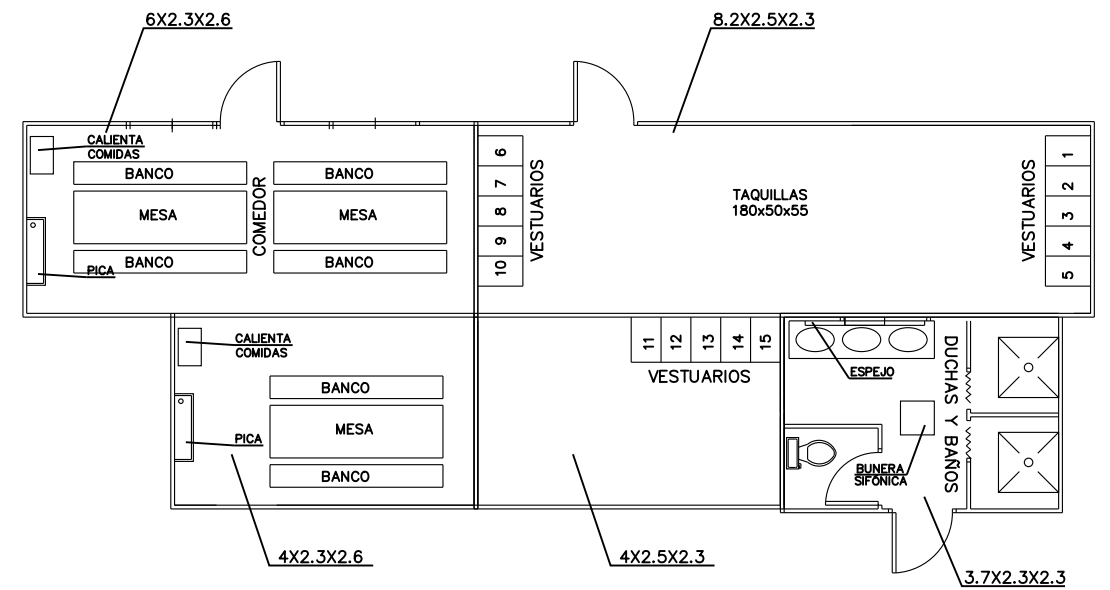 6X2.3X2.6
8.2X2.5X2.3
CALIENTA
COMIDAS
BANCO
BANCO
MESA
MESA
COMEDOR
BANCO
BANCO
PICA
6
7
8
9
10
VESTUARIOS
TAQUILLAS
180x50x55
VESTUARIOS
1
2
3
4
5
CALIENTA
COMIDAS
BANCO
MESA
PICA
BANCO
11
12
13
14
15
VESTUARIOS
ESPEJO
DUCHAS Y BAÑOS
BUNERA
SIFÓNICA
4X2.3X2.6
4X2.5X2.3
3.7X2.3X2.3